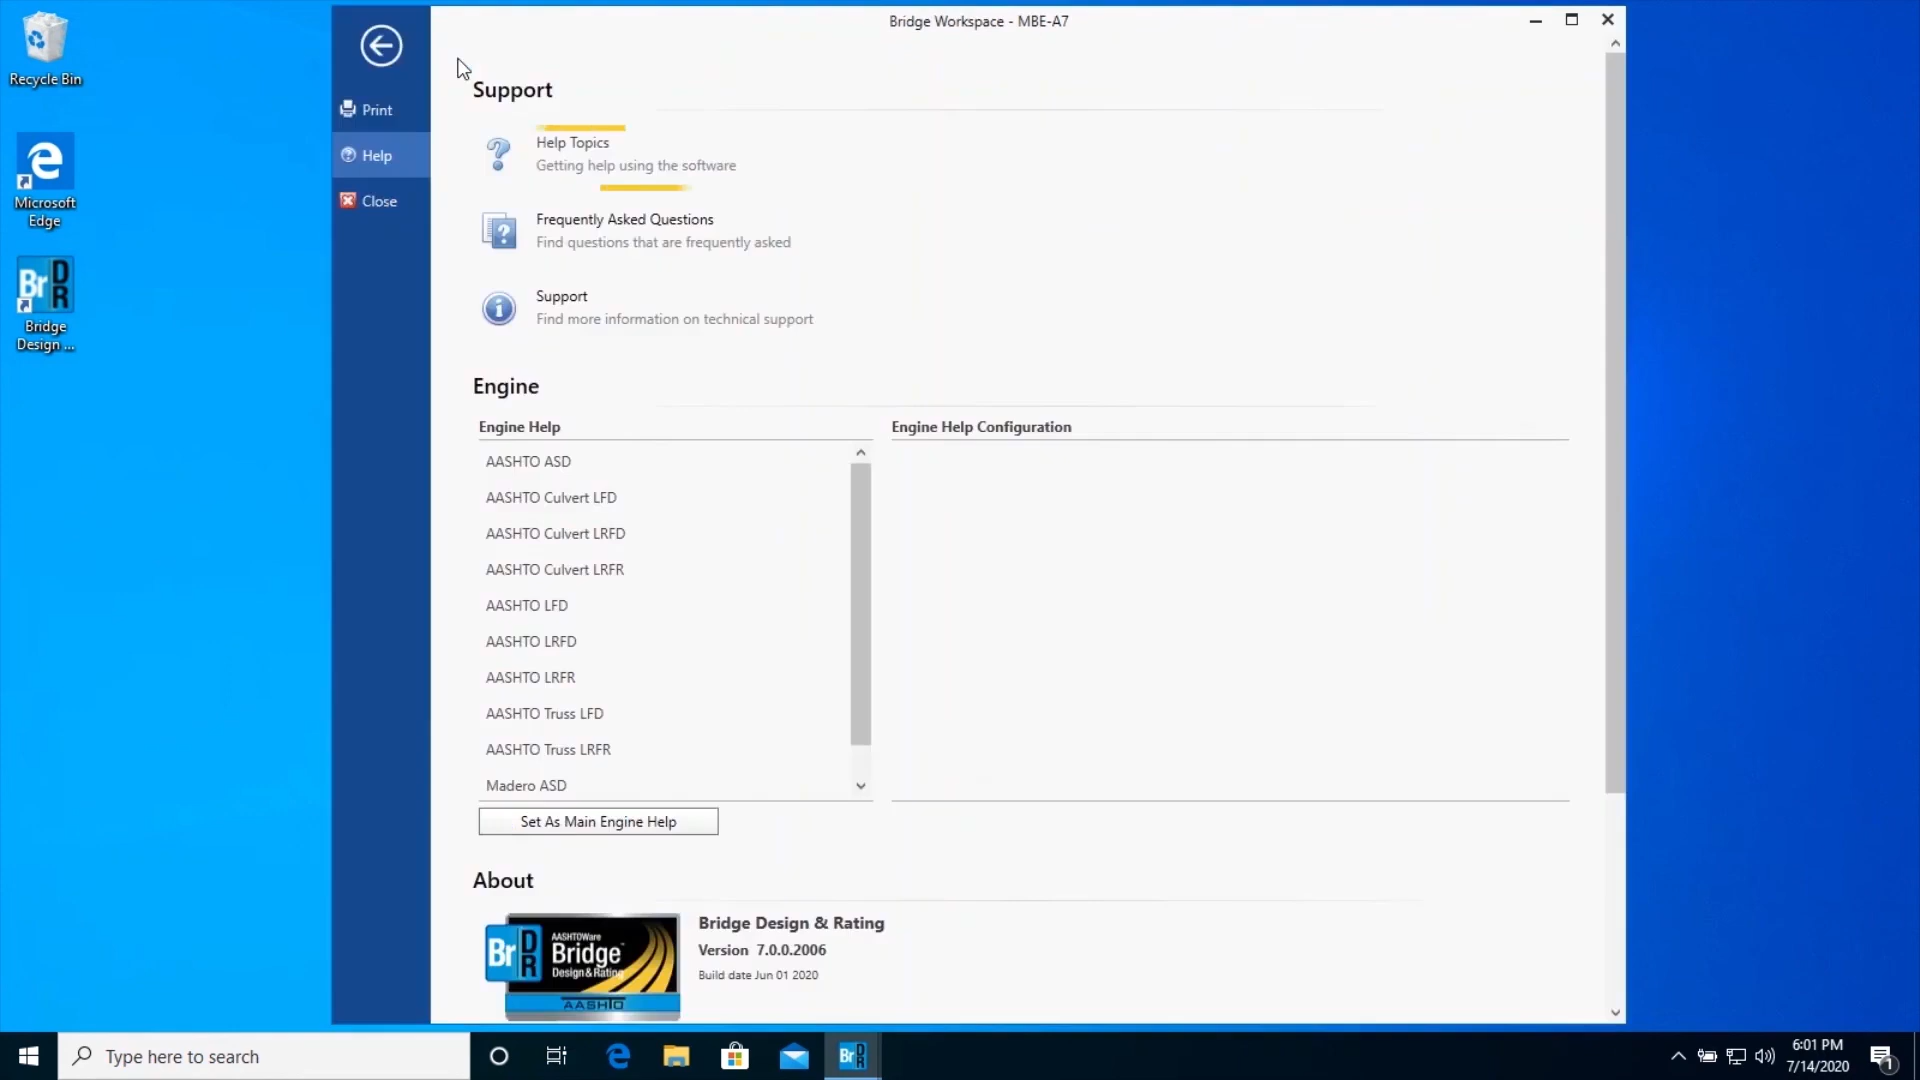 Bridge Workspace - MBE-A7
Recycle Bin
Microsoft
Edge
Bridge
Design ...
Print
Help
Close
Support
Help Topics
Getting help using the software
Frequently Asked Questions
Find questions that are frequently asked
Support
Find more information on technical support
Engine
Engine Help
Engine Help Configuration
AASHTO ASD
AASHTO Culvert LFD
AASHTO Culvert LRFD
AASHTO Culvert LRFR
AASHTO LFD
AASHTO LRFD
AASHTO LRFR
AASHTO Truss LFD
AASHTO Truss LRFR
Madero ASD
Set As Main Engine Help
About
BrDR
AASHTOWare
Bridge™
Design & Rating
AASHTO
Bridge Design & Rating
Version 7.0.0.2006
Build date Jun 01 2020
Type here to search
BrDR
6:01 PM
7/14/2020
1
BrDR